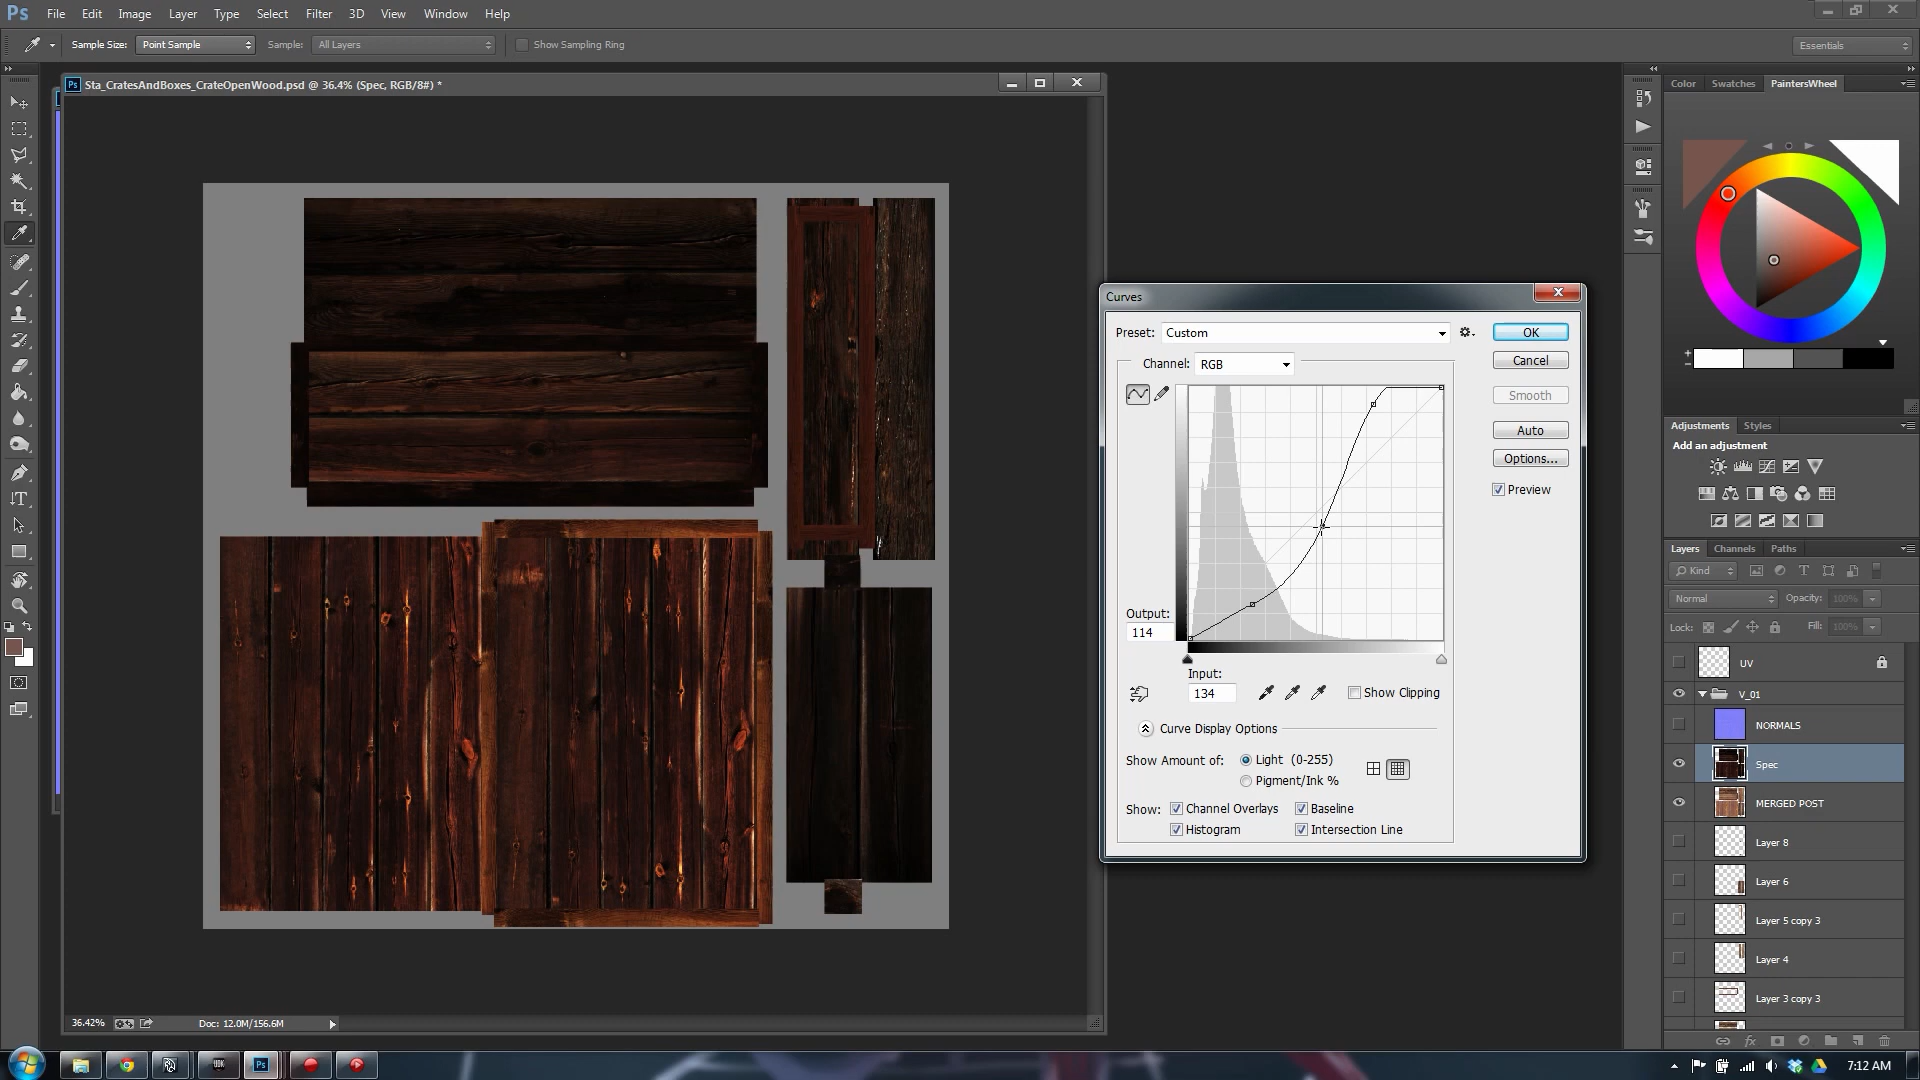 Ps File Edit Image Layer Type Select Filter 3D View Window Help
Sample Size: Point Sample Sample: All Layers Show Sampling Ring Essentials
Ps Sta_CratesAndBoxes_CrateOpenWood.psd @ 36.4% (Spec, RGB/8#) *
Color Swatches PaintersWheel
Curves
Preset: Custom OK
Channel: RGB Cancel
Smooth
Auto
Options...
Preview
Output:
114
Input:
134
Show Clipping
Curve Display Options
Show Amount of: Light (0-255)
Pigment/Ink %
Show: Channel Overlays Baseline
Histogram Intersection Line
Adjustments Styles
Add an adjustment
Layers Channels Paths
Kind
Normal Opacity: 100%
Lock: Fill: 100%
UV
V_01
NORMALS
Spec
MERGED POST
Layer 8
Layer 6
Layer 5 copy 3
Layer 4
Layer 3 copy 3
fx
36.42% Doc: 12.0M/156.6M
Ps
7:12 AM